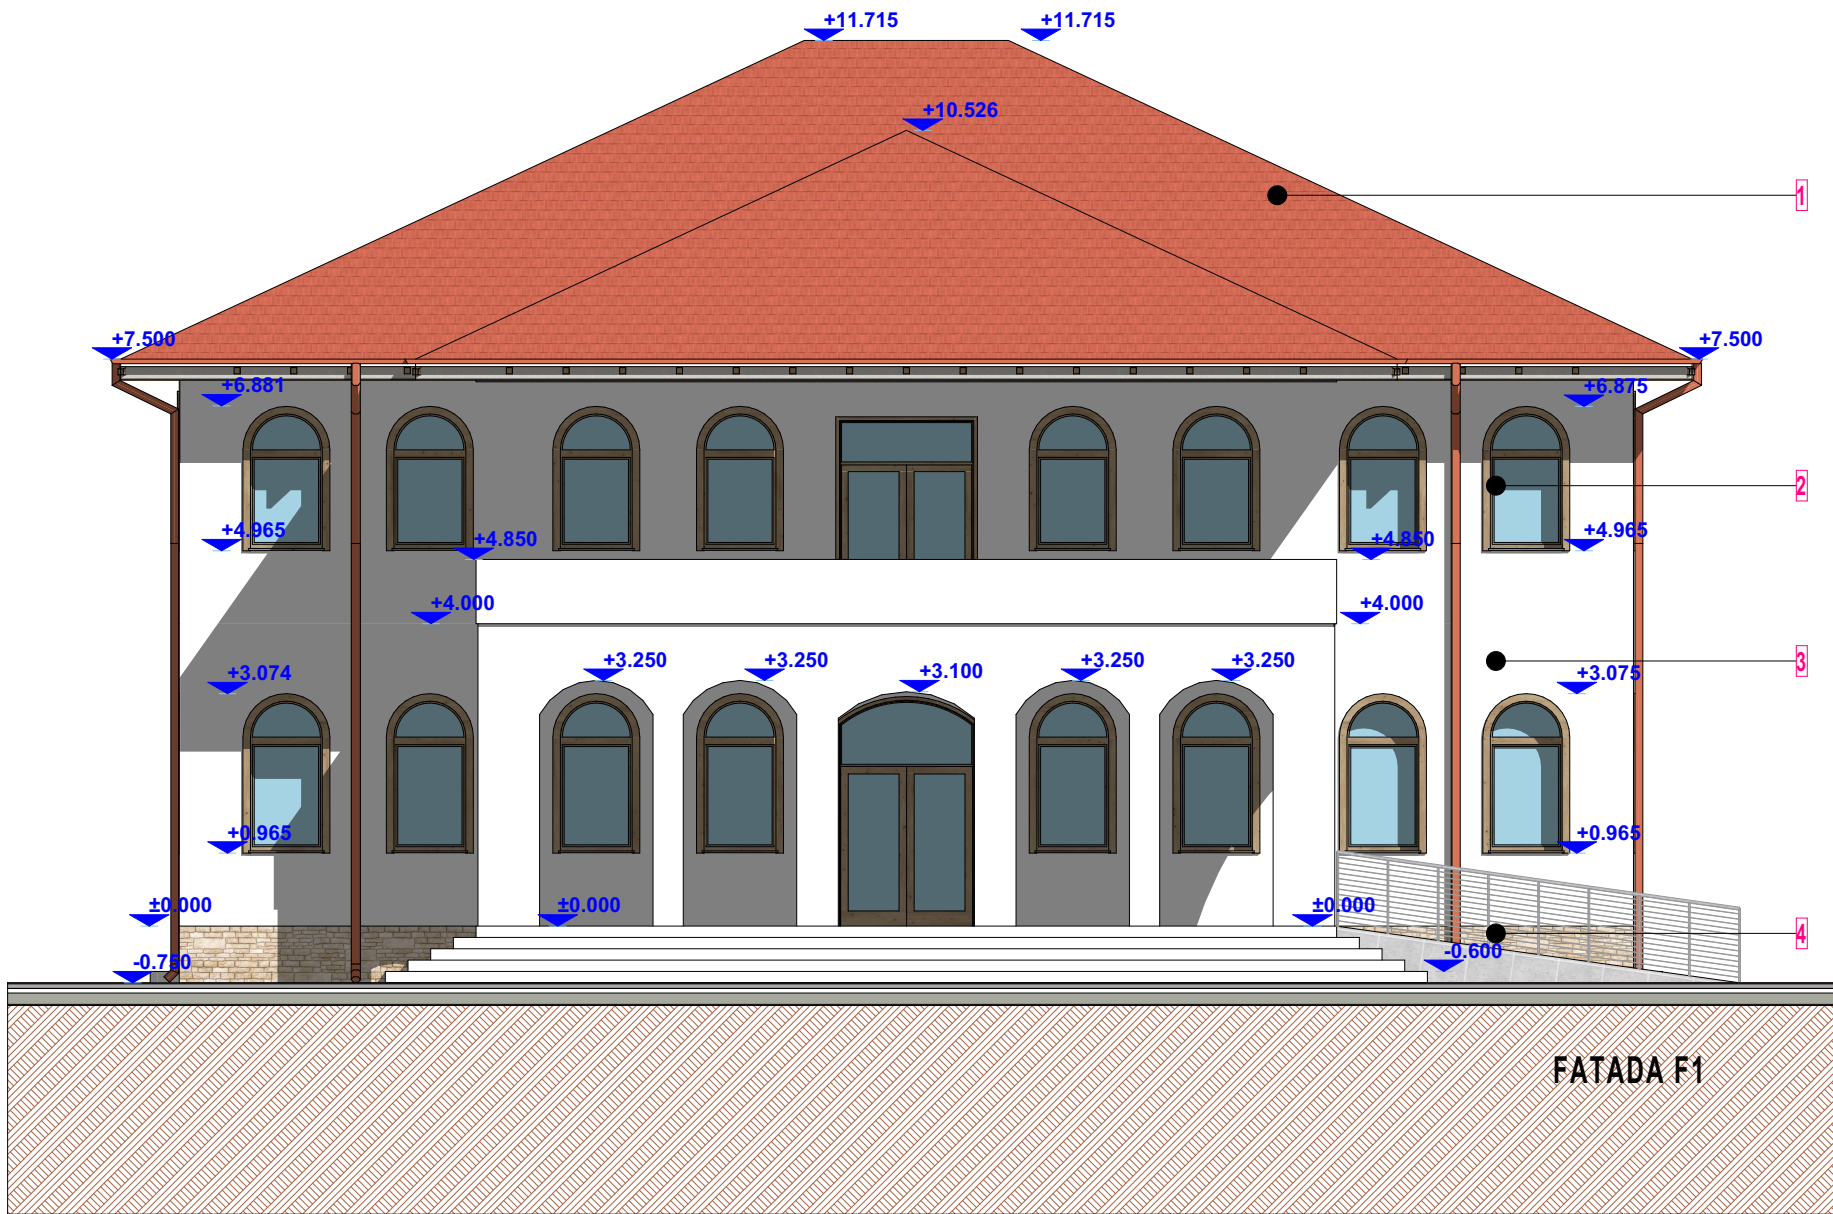 +11.715 +11.715
+10.526
1
+7.500 +7.500
+6.881 +6.875
2
+4.965 +4.850 +4.850 +4.965
+4.000 +4.000
3
+3.074 +3.250 +3.250 +3.100 +3.250 +3.250 +3.075
+0.965 +0.965
±0.000 ±0.000 ±0.000
4
-0.750 -0.600
FATADA F1